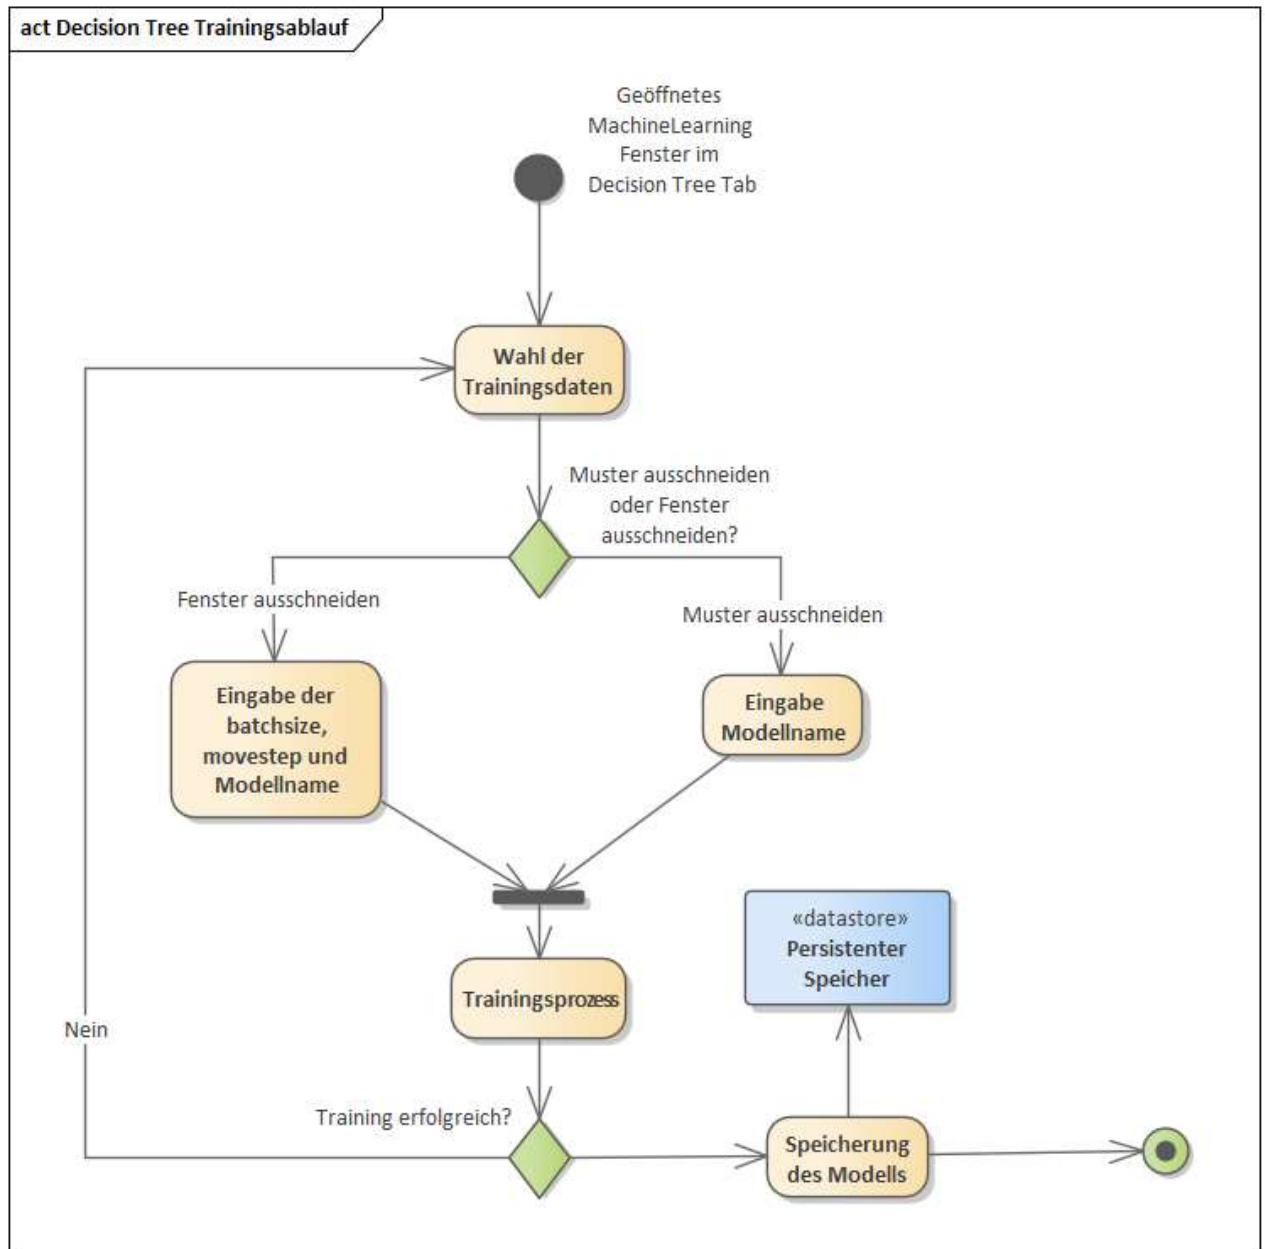 act Decision Tree Trainingsablauf
Geöffnetes
MachineLearning
Fenster im
Decision Tree Tab
Wahl der
Trainingsdaten
Muster ausschneiden
oder Fenster
ausschneiden?
Fenster ausschneiden
Muster ausschneiden
Eingabe der
batchsize,
movestep und
Modellname
Eingabe
Modellname
«datastore»
Persistenter
Speicher
Trainingsprozess
Nein
Training erfolgreich?
Speicherung
des Modells